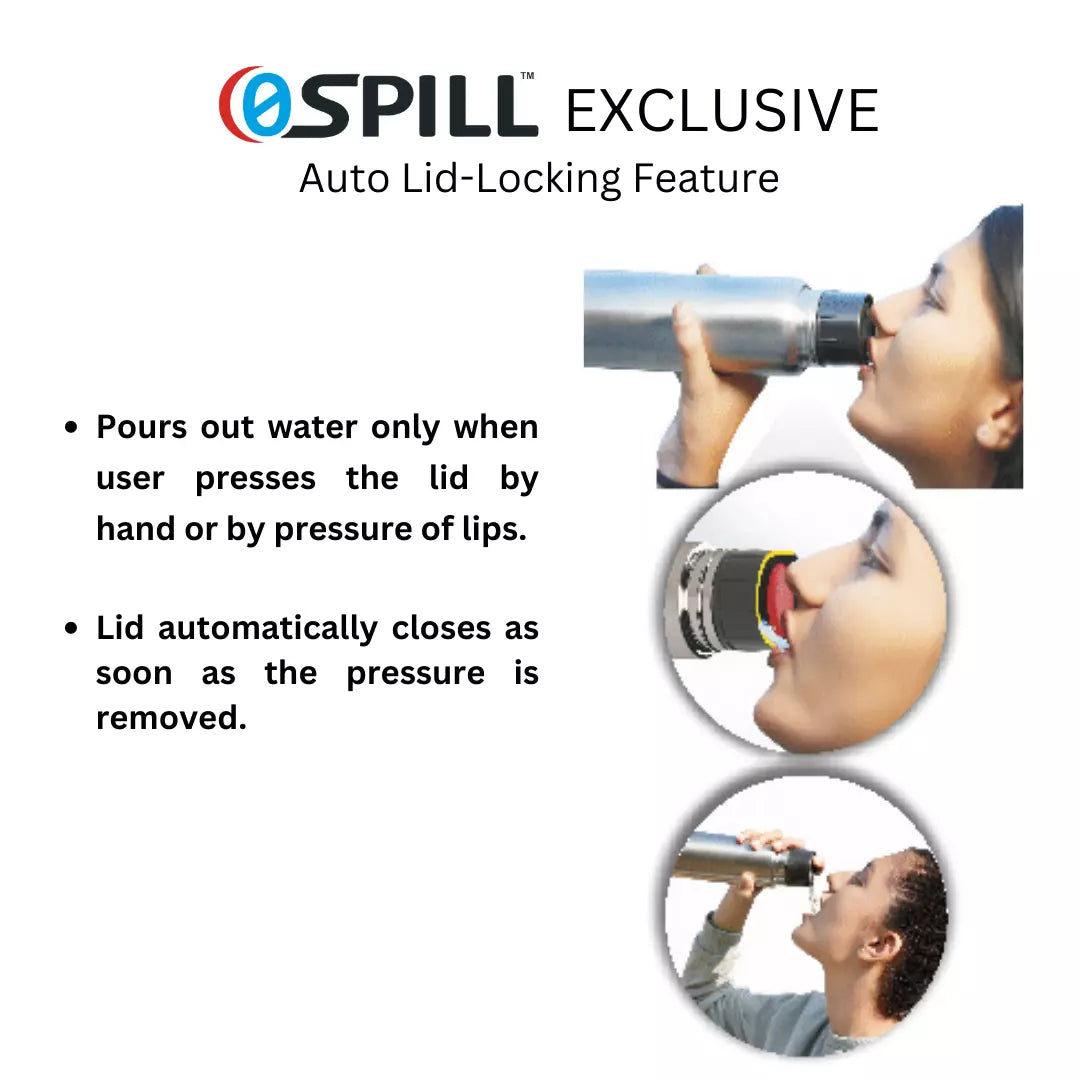 0SPILL™ EXCLUSIVE
Auto Lid-Locking Feature
• Pours out water only when
user presses the lid by
hand or by pressure of lips.
• Lid automatically closes as
soon as the pressure is
removed.